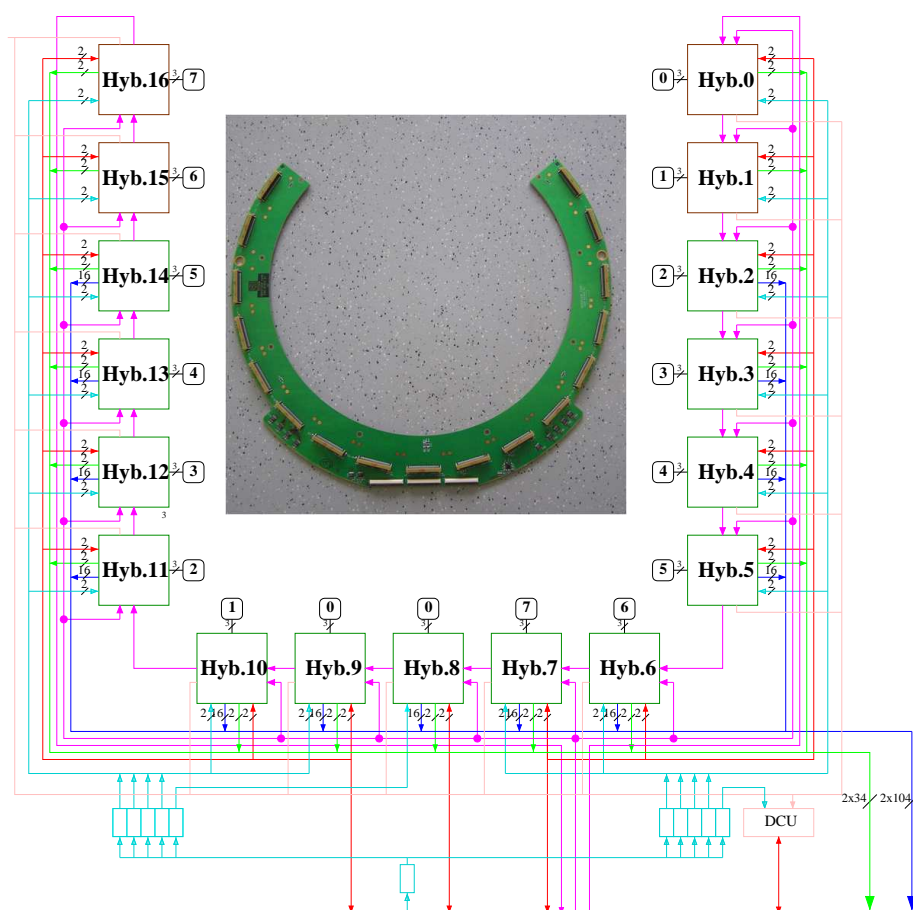 2 2 2 Hyb.16 3 7
0 3 Hyb.0 2 2 2
2 2 2 Hyb.15 3 6
1 3 Hyb.1 2 2 2
2 2 16 2 Hyb.14 3 5
2 3 Hyb.2 2 2 16 2
2 2 16 2 Hyb.13 3 4
3 3 Hyb.3 2 2 16 2
2 2 16 2 Hyb.12 3 3
3
4 3 Hyb.4 2 2 16 2
2 2 16 2 Hyb.11 3 2
5 3 Hyb.5 2 2 16 2
1 0 0 7 6
3 3 3 3 3
Hyb.10 Hyb.9 Hyb.8 Hyb.7 Hyb.6
2 16 2 2 2 16 2 2 16 2 2 2 16 2 2 2 16 2 2
2x34 2x104
DCU